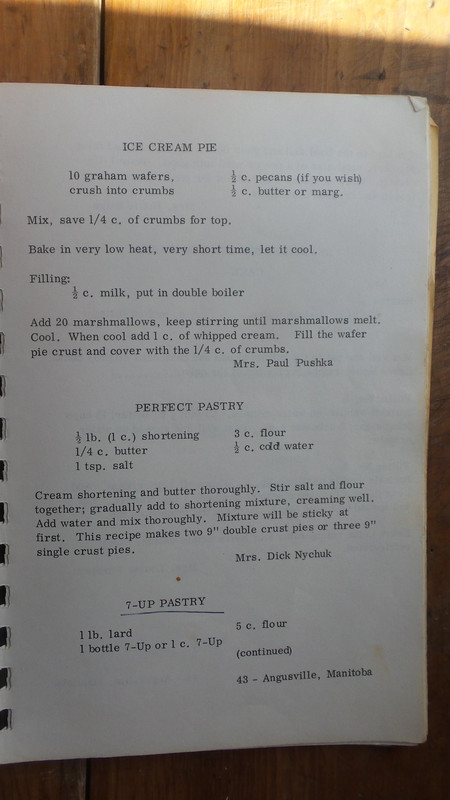 ICE CREAM PIE
10 graham wafers, ½ c. pecans (if you wish)
crush into crumbs ½ c. butter or marg.
Mix, save 1/4 c. of crumbs for top.
Bake in very low heat, very short time, let it cool.
Filling:
½ c. milk, put in double boiler
Add 20 marshmallows, keep stirring until marshmallows melt.
Cool. When cool add 1 c. of whipped cream. Fill the wafer
pie crust and cover with the 1/4 c. of crumbs.
Mrs. Paul Pushka
PERFECT PASTRY
½ lb. (1 c.) shortening 3 c. flour
1/4 c. butter ½ c. cold water
1 tsp. salt
Cream shortening and butter thoroughly. Stir salt and flour
together; gradually add to shortening mixture, creaming well.
Add water and mix thoroughly. Mixture will be sticky at
first. This recipe makes two 9" double crust pies or three 9"
single crust pies.
Mrs. Dick Nychuk
7-UP PASTRY
1 lb. lard 5 c. flour
1 bottle 7-Up or 1 c. 7-Up
(continued)
43 - Angusville, Manitoba